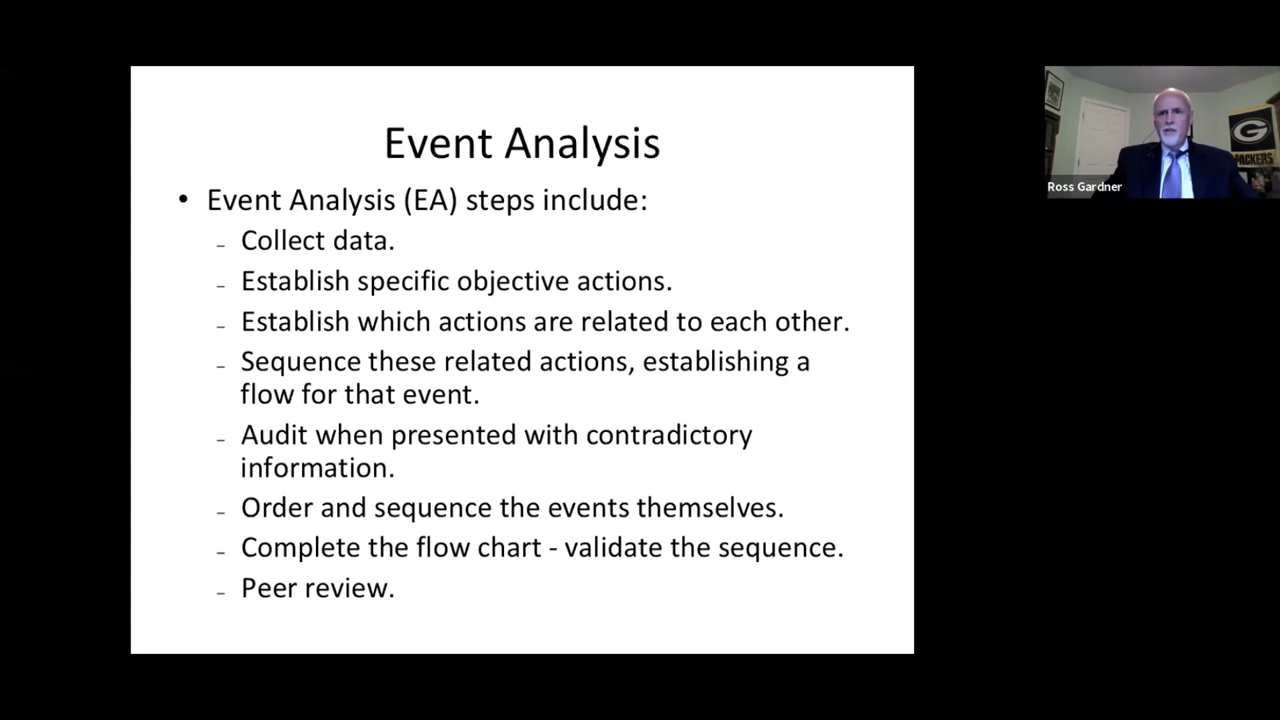 Event Analysis
• Event Analysis (EA) steps include:
– Collect data.
– Establish specific objective actions.
– Establish which actions are related to each other.
– Sequence these related actions, establishing a
flow for that event.
– Audit when presented with contradictory
information.
– Order and sequence the events themselves.
– Complete the flow chart - validate the sequence.
– Peer review.
G
PACKERS
Ross Gardner